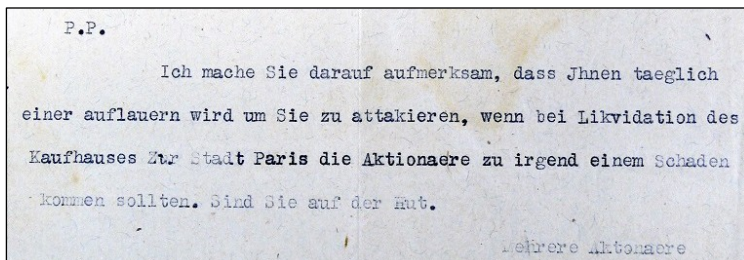 P.P.
Ich mache Sie darauf aufmerksam, dass Jhnen taeglich
einer auflauern wird um Sie zu attakieren, wenn bei Likvidation des
Kaufhauses Zur Stadt Paris die Aktionaere zu irgend einem Schaden
kommen sollten. Sind Sie auf der Hut.
Mehrere Aktonaere